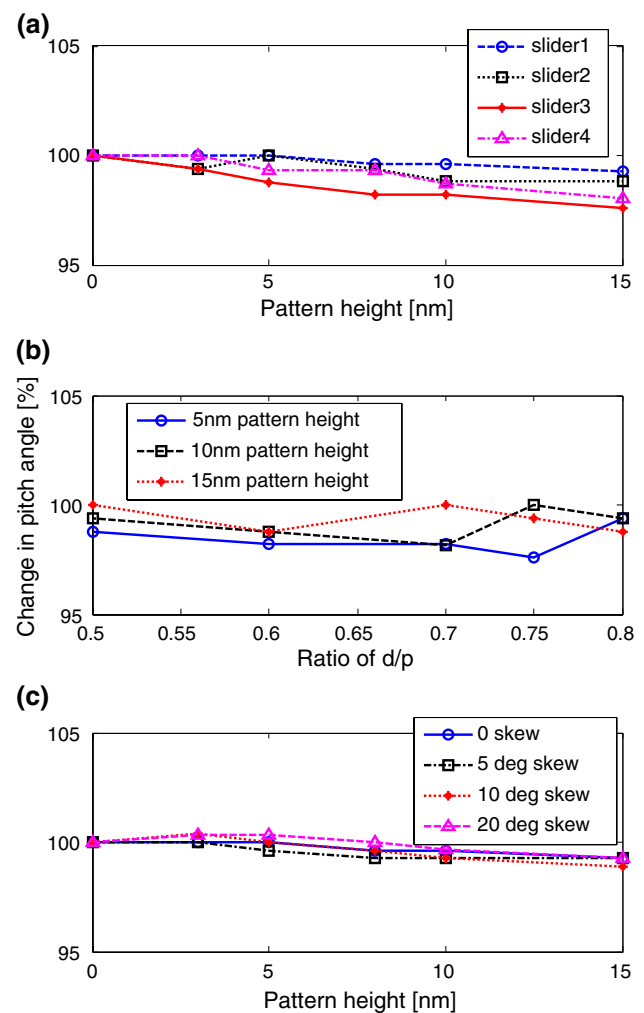 (a)
105
100
95
0
5
10
15
Pattern height [nm]
slider1
slider2
slider3
slider4
(b)
Change in pitch angle [%]
105
100
95
0.5
0.55
0.6
0.65
0.7
0.75
0.8
Ratio of d/p
5nm pattern height
10nm pattern height
15nm pattern height
(c)
105
100
95
0
5
10
15
Pattern height [nm]
0 skew
5 deg skew
10 deg skew
20 deg skew